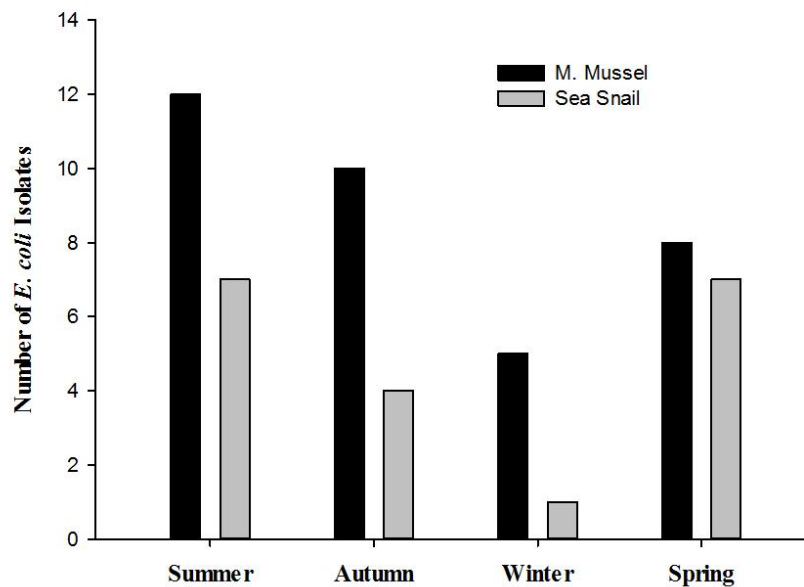 14
12
10
8
6
4
2
0
Number of E. coli Isolates
M. Mussel
Sea Snail
Summer Autumn Winter Spring